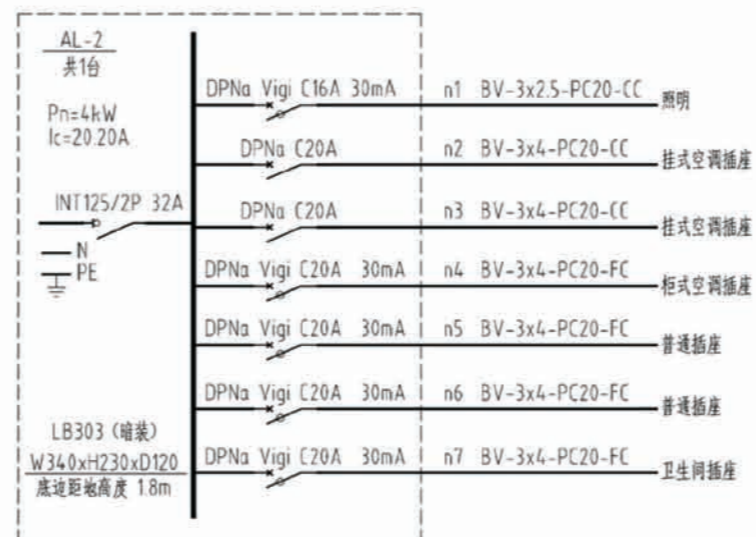 AL-2
共1台
Pn=4kW
Ic=20.20A
INT125/2P 32A
N
PE
LB303 (暗装)
W340xH230xD120
底边距地高度 1.8m
DPNa Vigi C16A 30mA n1 BV-3x2.5-PC20-CC 照明
DPNa C20A n2 BV-3x4-PC20-CC 挂式空调插座
DPNa C20A n3 BV-3x4-PC20-CC 挂式空调插座
DPNa Vigi C20A 30mA n4 BV-3x4-PC20-FC 柜式空调插座
DPNa Vigi C20A 30mA n5 BV-3x4-PC20-FC 普通插座
DPNa Vigi C20A 30mA n6 BV-3x4-PC20-FC 普通插座
DPNa Vigi C20A 30mA n7 BV-3x4-PC20-FC 卫生间插座